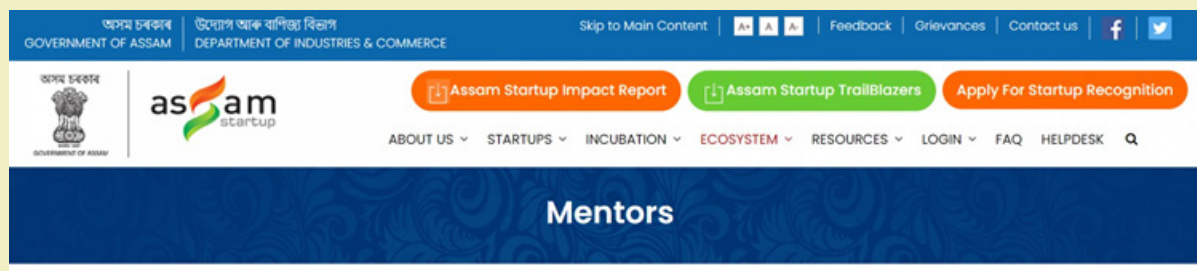 অসম চৰকাৰ
GOVERNMENT OF ASSAM
উদ্যোগ আৰু বাণিজ্য বিভাগ
DEPARTMENT OF INDUSTRIES & COMMERCE
Skip to Main Content | A+ A A- | Feedback | Grievances | Contact us
অসম চৰকাৰ
GOVERNMENT OF ASSAM
assam
startup
Assam Startup Impact Report
Assam Startup TrailBlazers
Apply For Startup Recognition
ABOUT US STARTUPS INCUBATION ECOSYSTEM RESOURCES LOGIN FAQ HELPDESK
Mentors